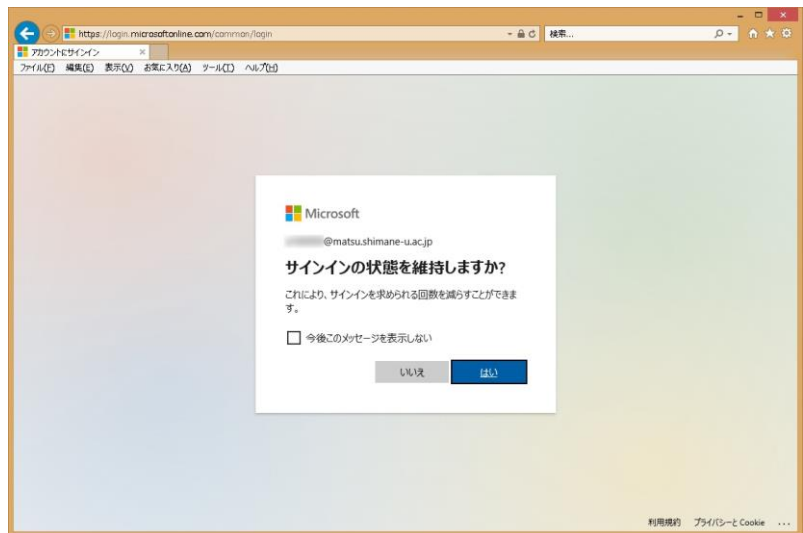 https://login.microsoftonline.com/common/login
検索...
アカウントにサインイン
ファイル(F) 編集(E) 表示(V) お気に入り(A) ツール(T) ヘルプ(H)
Microsoft
@matsu.shimane-u.ac.jp
サインインの状態を維持しますか?
これにより、サインインを求められる回数を減らすことができま
す。
今後このメッセージを表示しない
いいえ はい
利用規約 プライバシーと Cookie ...